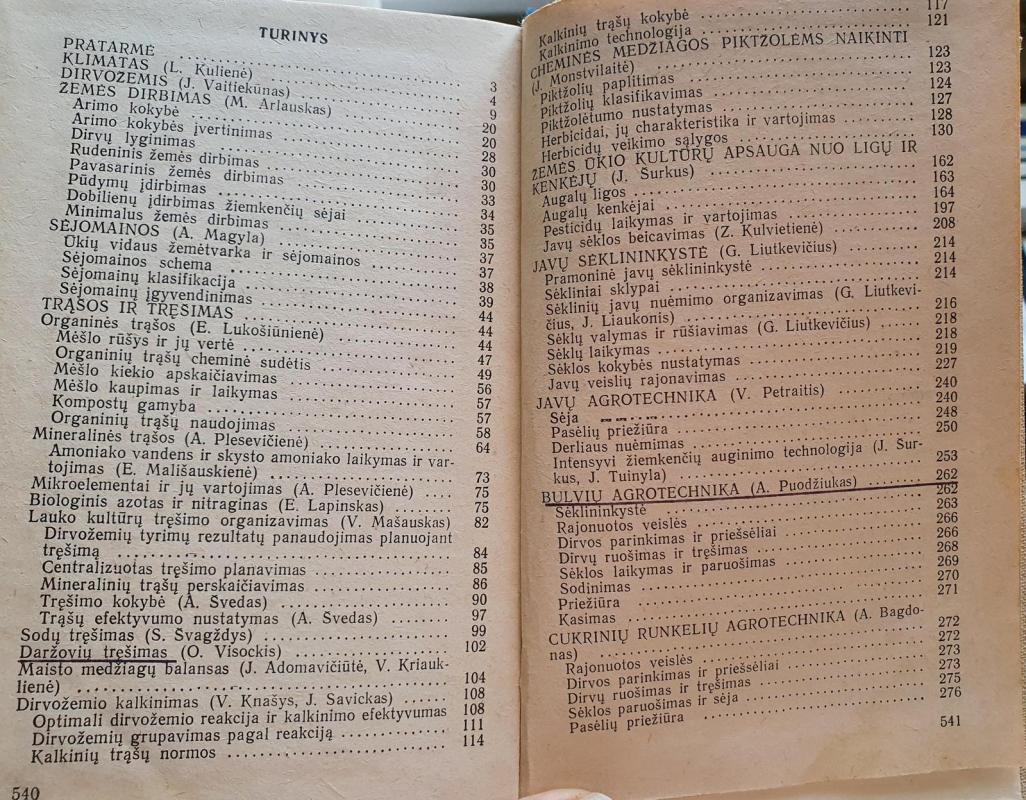 TURINYS
PRATARMĖ 3
KLIMATAS (L. Kulienė) 4
DIRVOŽEMIS (J. Vaitiekūnas) 9
ŽEMĖS DIRBIMAS (M. Arlauskas) 20
Arimo kokybė 20
Arimo kokybės įvertinimas 28
Dirvų lyginimas 30
Rudeninis žemės dirbimas 30
Pavasarinis žemės dirbimas 33
Pūdymų įdirbimas 34
Dobilienų įdirbimas žiemkenčių sėjai 35
Minimalus žemės dirbimas 35
SĖJOMAINOS (A. Magyla) 37
Ūkių vidaus žemėtvarka ir sėjomainos 37
Sėjomainos schema 38
Sėjomainų klasifikacija 39
Sėjomainų įgyvendinimas 44
TRĄŠOS IR TRĘŠIMAS 44
Organinės trąšos (E. Lukošiūnienė) 44
Mėšlo rūšys ir jų vertė 47
Organinių trąšų cheminė sudėtis 49
Mėšlo kiekio apskaičiavimas 56
Mėšlo kaupimas ir laikymas 57
Kompostų gamyba 57
Organinių trąšų naudojimas 58
Mineralinės trąšos (A. Plesevičienė) 64
Amoniako vandens ir skysto amoniako laikymas ir var-
tojimas (E. Mališauskienė) 73
Mikroelementai ir jų vartojimas (A. Plesevičienė) 75
Biologinis azotas ir nitraginas (E. Lapinskas) 75
Lauko kultūrų tręšimo organizavimas (V. Mašauskas) 82
Dirvožemių tyrimų rezultatų panaudojimas planuojant
tręšimą 84
Centralizuotas tręšimo planavimas 85
Mineralinių trąšų perskaičiavimas 86
Tręšimo kokybė (A. Švedas) 90
Trąšų efektyvumo nustatymas (A. Švedas) 97
Sodų tręšimas (S. Švagždys) 99
Daržovių tręšimas (O. Visockis) 102
Maisto medžiagų balansas (J. Adomavičiūtė, V. Kriauk-
lienė) 104
Dirvožemio kalkinimas (V. Knašys, J. Savickas) 108
Optimali dirvožemio reakcija ir kalkinimo efektyvumas 108
Dirvožemių grupavimas pagal reakciją 111
Kalkinių trąšų normos 114
540
Kalkinių trąšų kokybė 117
Kalkinimo technologija 121
CHEMINĖS MEDŽIAGOS PIKTŽOLĖMS NAIKINTI
(J. Monstvilaitė) 123
Piktžolių paplitimas 123
Piktžolių klasifikavimas 124
Piktžolėtumo nustatymas 127
Herbicidai, jų charakteristika ir vartojimas 128
Herbicidų veikimo sąlygos 130
ŽEMĖS ŪKIO KULTŪRŲ APSAUGA NUO LIGŲ IR
KENKĖJŲ (J. Šurkus) 162
Augalų ligos 163
Augalų kenkėjai 164
Pesticidų laikymas ir vartojimas 197
Javų sėklos beicavimas (Z. Kulvietienė) 208
JAVŲ SĖKLININKYSTĖ (G. Liutkevičius) 214
Pramoninė javų sėklininkystė 214
Sėkliniai sklypai 214
Sėklinių javų nuėmimo organizavimas (G. Liutkevi-
čius, J. Liaukonis) 216
Sėklų valymas ir rūšiavimas (G. Liutkevičius) 218
Sėklų laikymas 218
Sėklos kokybės nustatymas 219
Javų veislių rajonavimas 227
JAVŲ AGROTECHNIKA (V. Petraitis) 240
Sėja 240
Pasėlių priežiūra 248
Derliaus nuėmimas 250
Intensyvi žiemkenčių auginimo technologija (J. Šur-
kus, J. Tuinyla) 253
BULVIŲ AGROTECHNIKA (A. Puodžiukas) 262
Sėklininkystė 262
Rajonuotos veislės 263
Dirvos parinkimas ir priešsėliai 266
Dirvų ruošimas ir tręšimas 266
Sėklos laikymas ir paruošimas 268
Sodinimas 269
Priežiūra 270
Kasimas 271
CUKRINIŲ RUNKELIŲ AGROTECHNIKA (A. Bagdo-
nas) 272
Rajonuotos veislės 272
Dirvos parinkimas ir priešsėliai 273
Dirvų ruošimas ir tręšimas 273
Sėklos paruošimas ir sėja 275
Pasėlių priežiūra 276
541